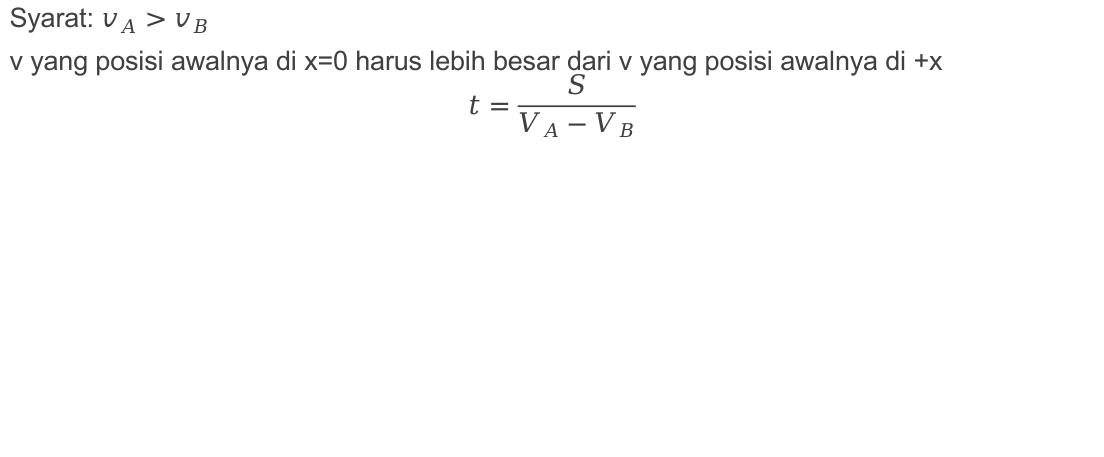 Syarat: v_A > v_B
v yang posisi awalnya di x=0 harus lebih besar dari v yang posisi awalnya di +x
t = S / (V_A − V_B)